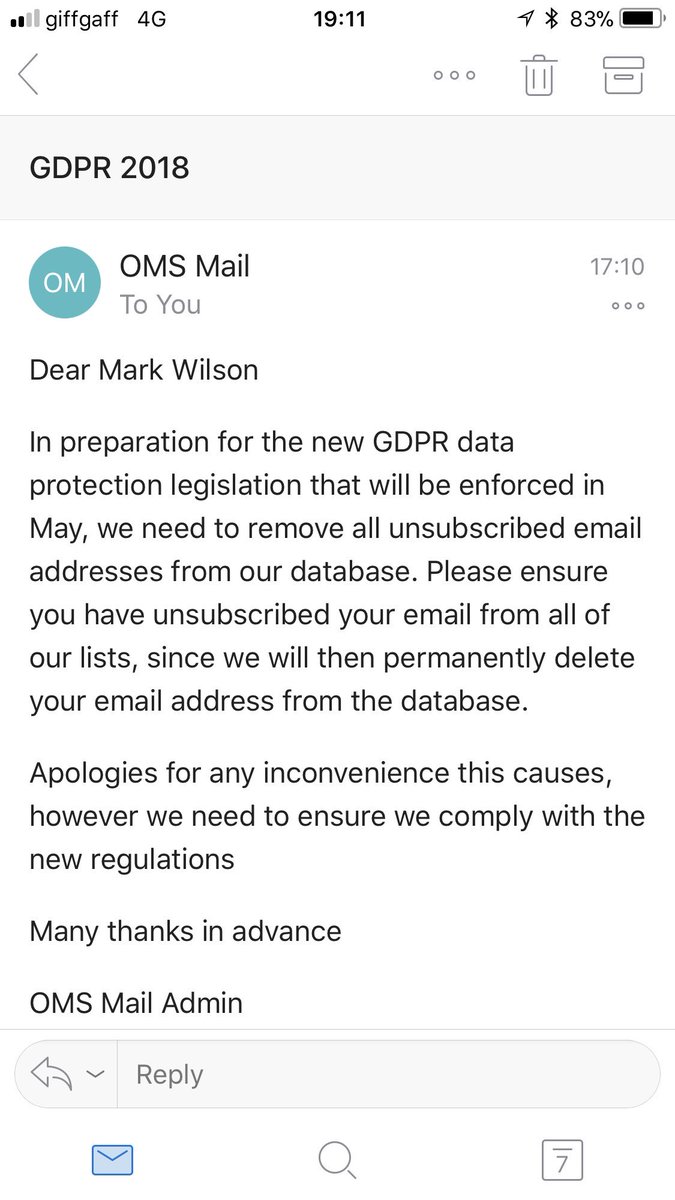 giffgaff 4G 19:11 83%
GDPR 2018
OM
OMS Mail 17:10
To You
Dear Mark Wilson
In preparation for the new GDPR data
protection legislation that will be enforced in
May, we need to remove all unsubscribed email
addresses from our database. Please ensure
you have unsubscribed your email from all of
our lists, since we will then permanently delete
your email address from the database.
Apologies for any inconvenience this causes,
however we need to ensure we comply with the
new regulations
Many thanks in advance
OMS Mail Admin
Reply
7